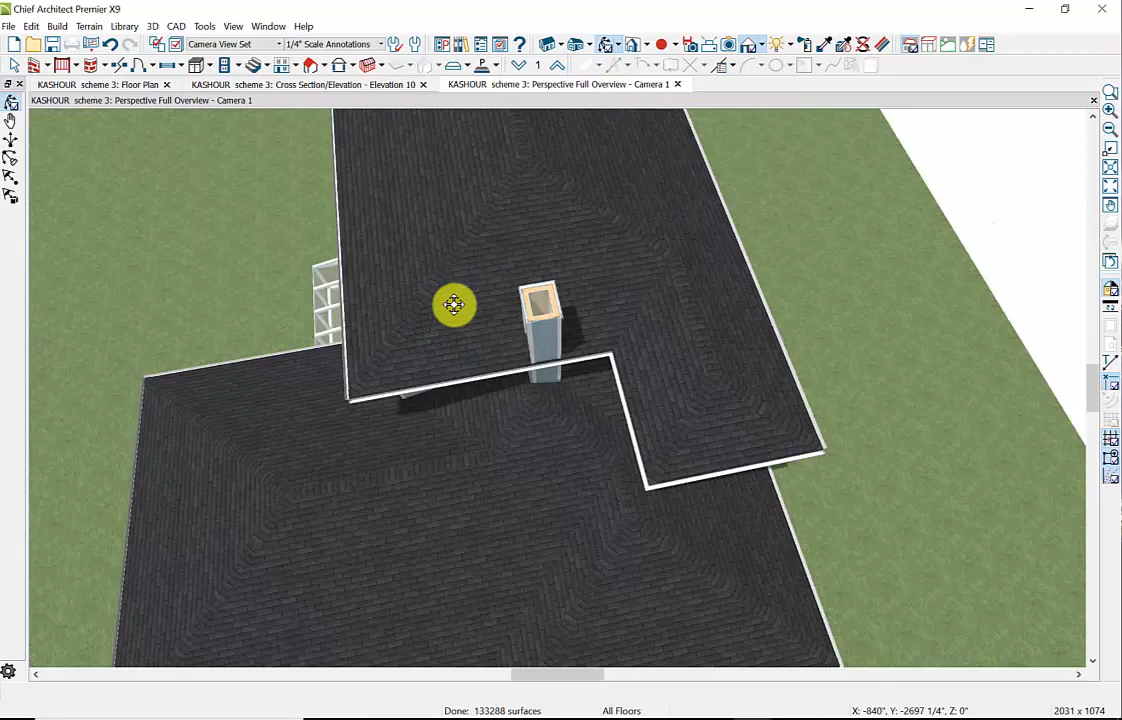 Chief Architect Premier X9
File Edit Build Terrain Library 3D CAD Tools View Window Help
Camera View Set 1/4" Scale Annotations
1
KASHOUR scheme 3: Floor Plan KASHOUR scheme 3: Cross Section/Elevation - Elevation 10 KASHOUR scheme 3: Perspective Full Overview - Camera 1
KASHOUR scheme 3: Perspective Full Overview - Camera 1
Done: 133288 surfaces All Floors X: -840", Y: -2697 1/4", Z: 0" 2031 x 1074